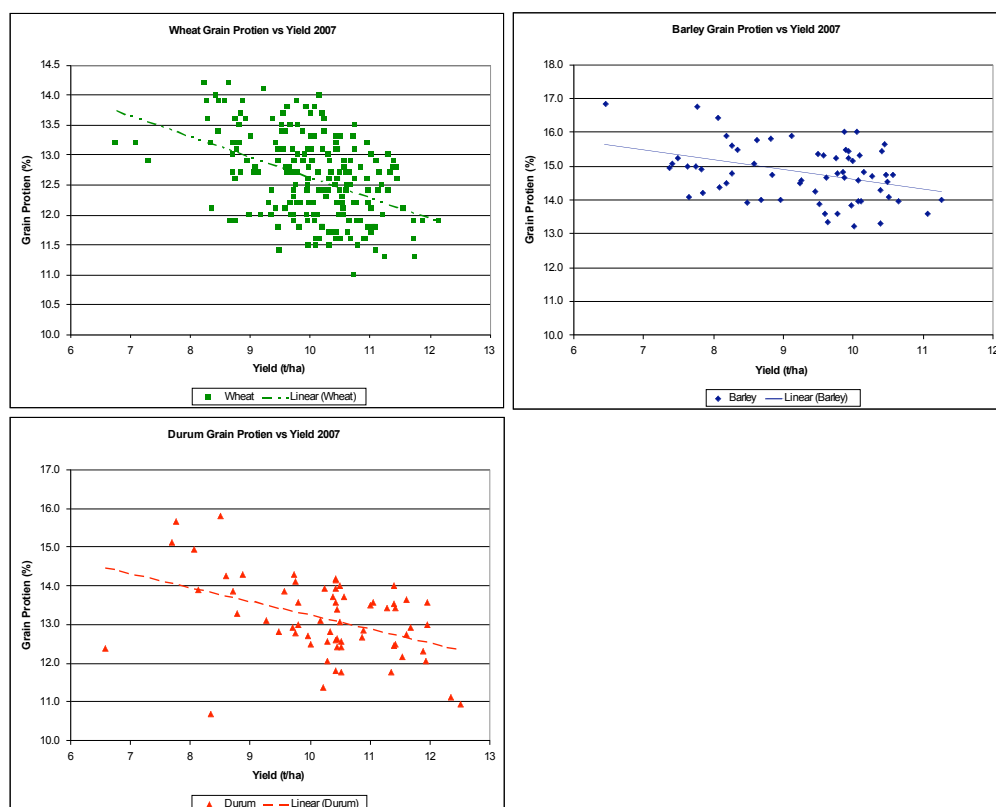 Wheat Grain Protien vs Yield 2007
Grain Protien (%)
14.5
14.0
13.5
13.0
12.5
12.0
11.5
11.0
10.5
10.0
6 7 8 9 10 11 12 13
Yield (t/ha)
Wheat Linear (Wheat)
Barley Grain Protien vs Yield 2007
Grain Protien (%)
18.0
17.0
16.0
15.0
14.0
13.0
12.0
11.0
10.0
6 7 8 9 10 11 12
Yield (t/ha)
Barley Linear (Barley)
Durum Grain Protien vs Yield 2007
Grain Protien (%)
17.0
16.0
15.0
14.0
13.0
12.0
11.0
10.0
6 7 8 9 10 11 12 13
Yield (t/ha)
Durum Linear (Durum)